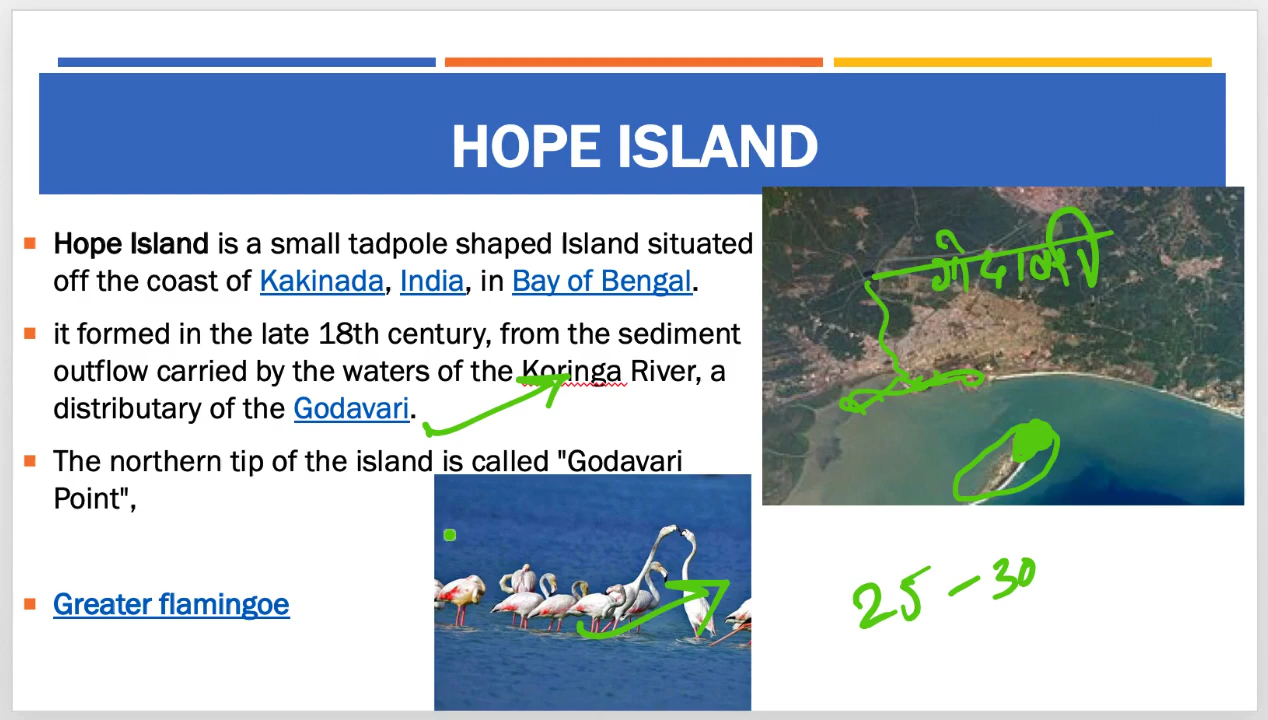 HOPE ISLAND
Hope Island is a small tadpole shaped Island situated
off the coast of Kakinada, India, in Bay of Bengal.
it formed in the late 18th century, from the sediment
outflow carried by the waters of the Koringa River, a
distributary of the Godavari.
The northern tip of the island is called "Godavari
Point",
Greater flamingoe
गोदावरी
25 - 30